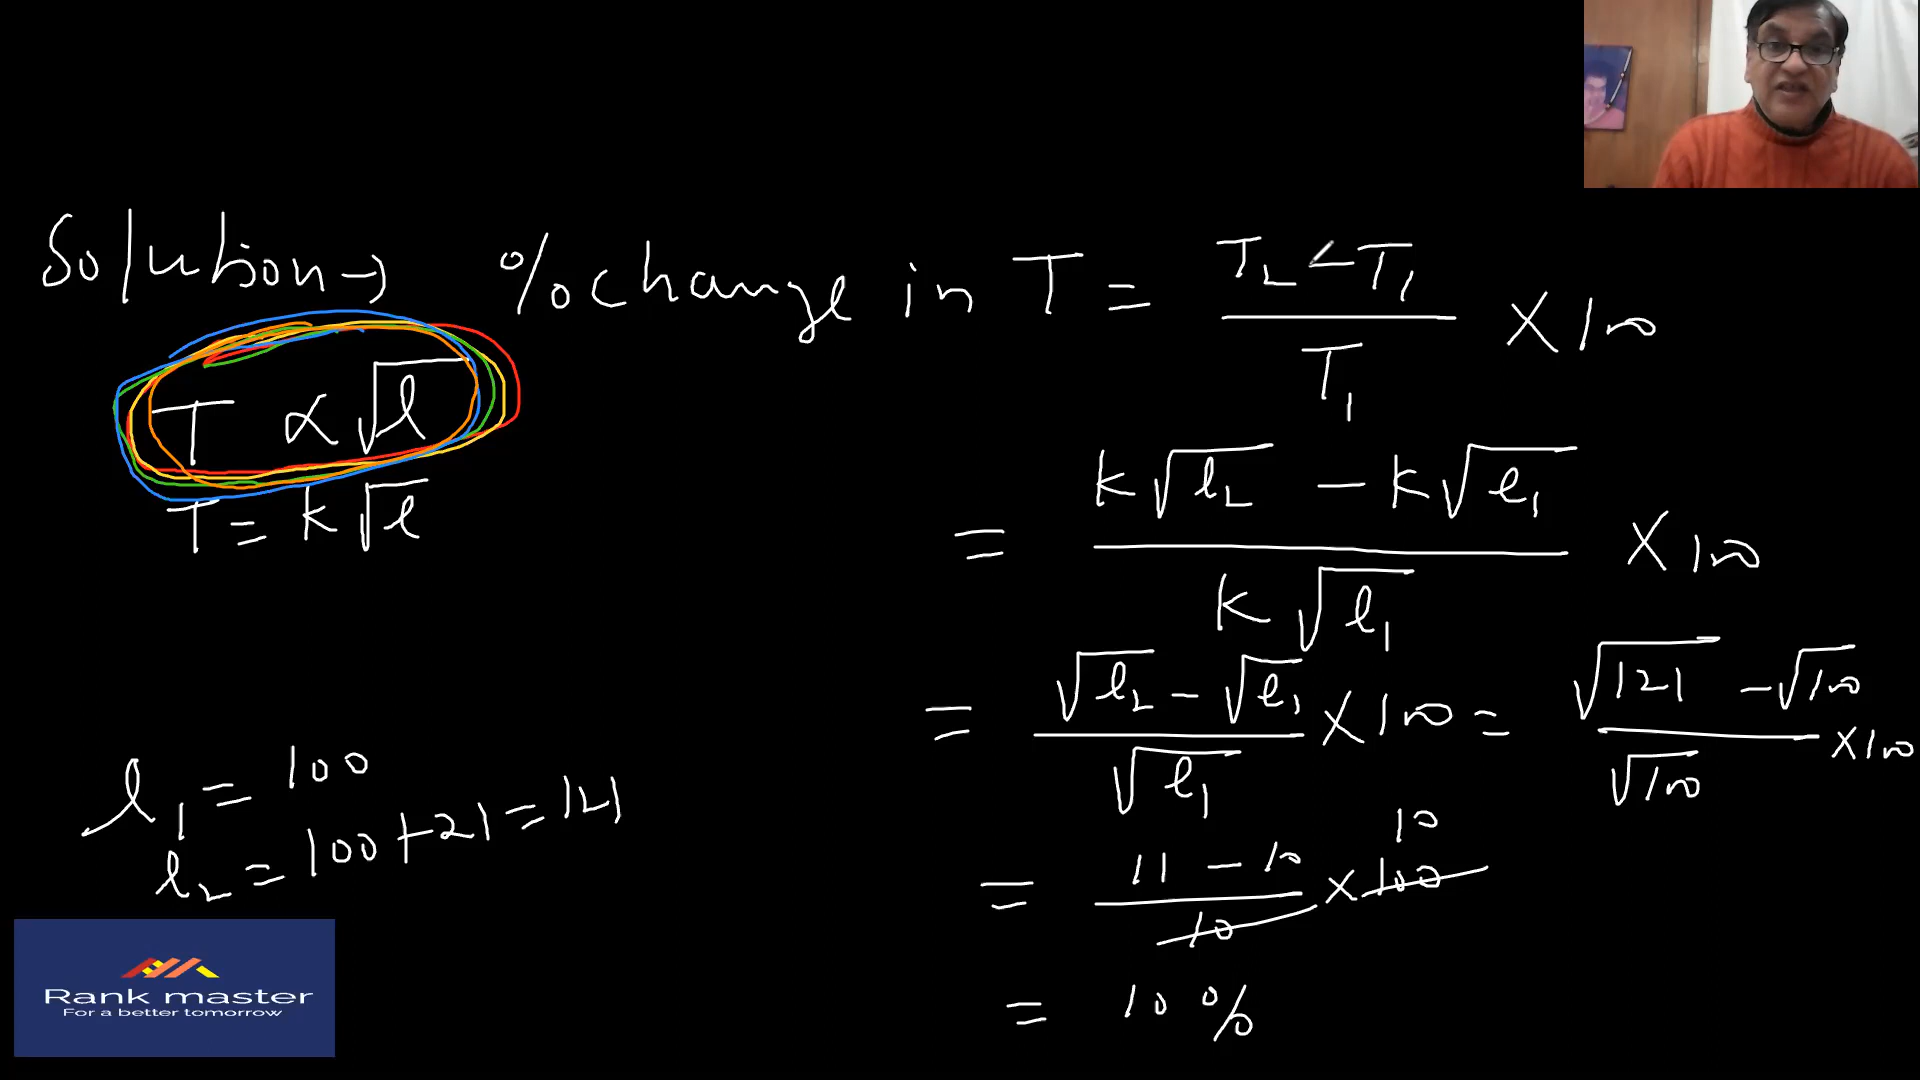 Solution → % change in T = T₂ - T₁ / T₁ × 100
T ∝ √l
T = k√l
= k√l₂ - k√l₁ / k√l₁ × 100
= √l₂ - √l₁ / √l₁ × 100 = √121 - √100 / √100 × 100
l₁ = 100
l₂ = 100 + 21 = 121
= 11 - 10 / 10 × 100 10
= 10 %
Rank master
For a better tomorrow